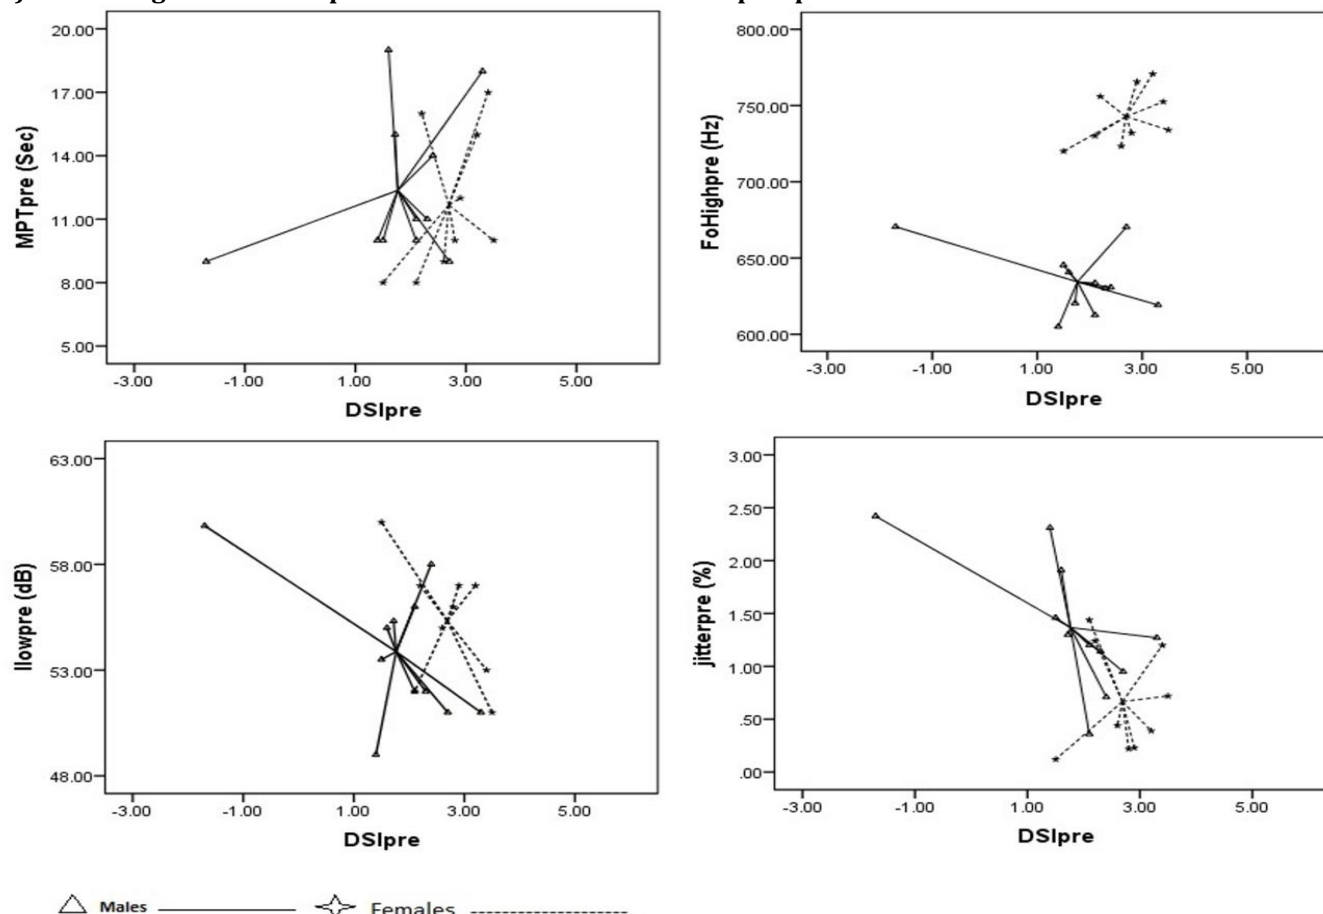 20.00
17.00
14.00
11.00
8.00
5.00
MPTpre (Sec)
-3.00 -1.00 1.00 3.00 5.00
DSIpre
800.00
750.00
700.00
650.00
600.00
FoHighpre (Hz)
-3.00 -1.00 1.00 3.00 5.00
DSIpre
63.00
58.00
53.00
48.00
Ilowpre (dB)
-3.00 -1.00 1.00 3.00 5.00
DSIpre
3.00
2.50
2.00
1.50
1.00
.50
.00
jitterpre (%)
-3.00 -1.00 1.00 3.00 5.00
DSIpre
Males Females